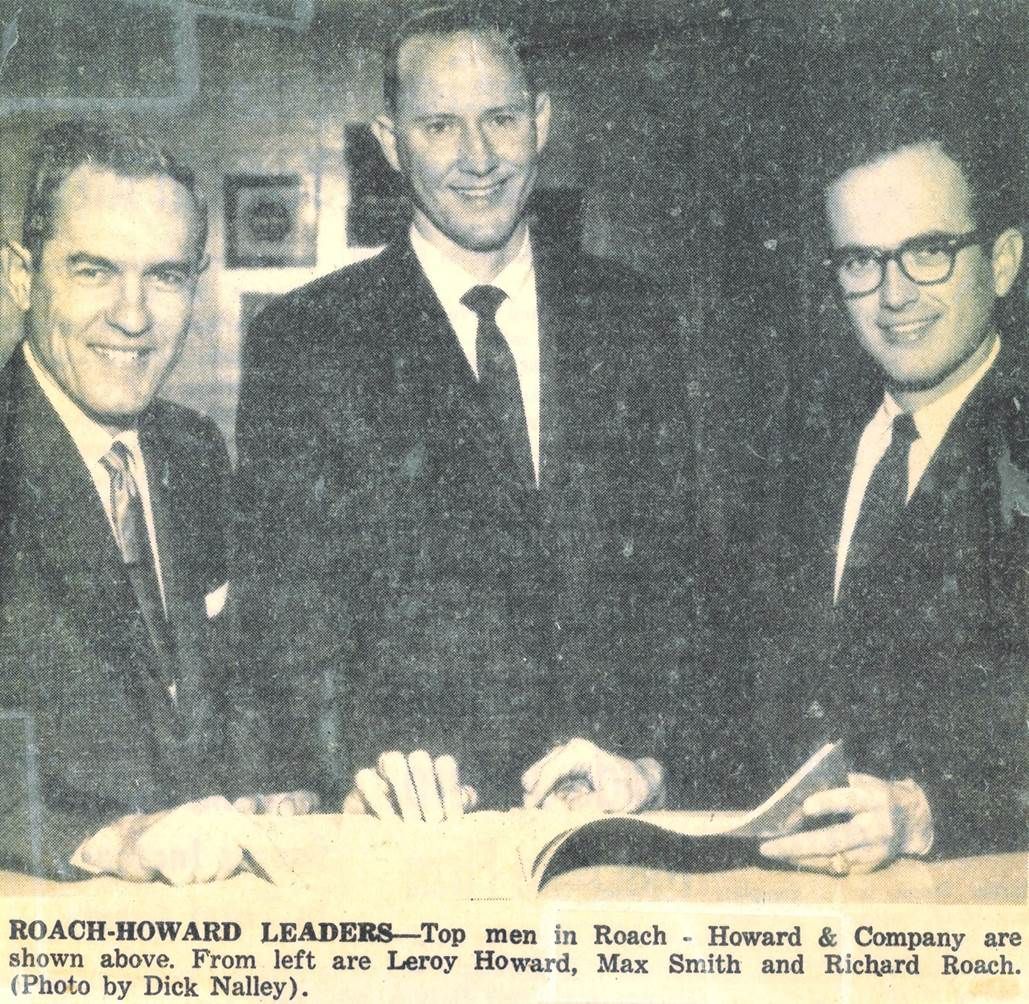 ROACH-HOWARD LEADERS—Top men in Roach - Howard & Company are
shown above. From left are Leroy Howard, Max Smith and Richard Roach.
(Photo by Dick Nalley).